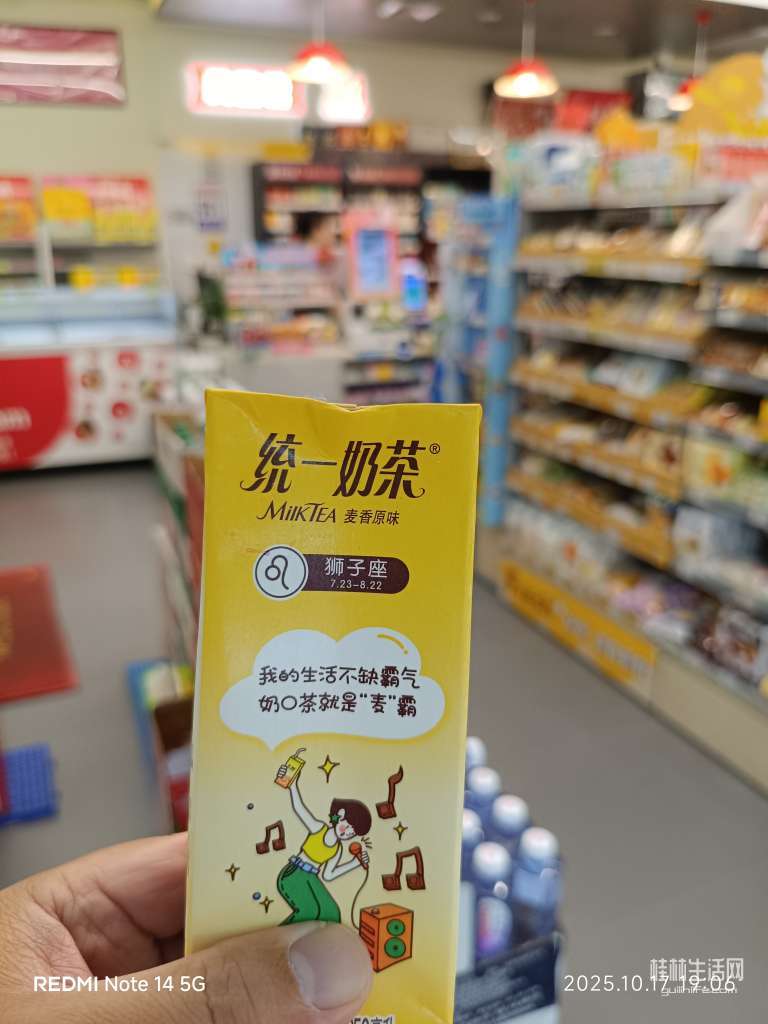 统一奶茶®
MilkTEA 麦香原味
狮子座
7.23-8.22
我的生活不缺霸气
奶口茶就是"麦"霸
REDMI Note 14 5G
2025.10.17 19:06
桂林生活网
guilinlife.com